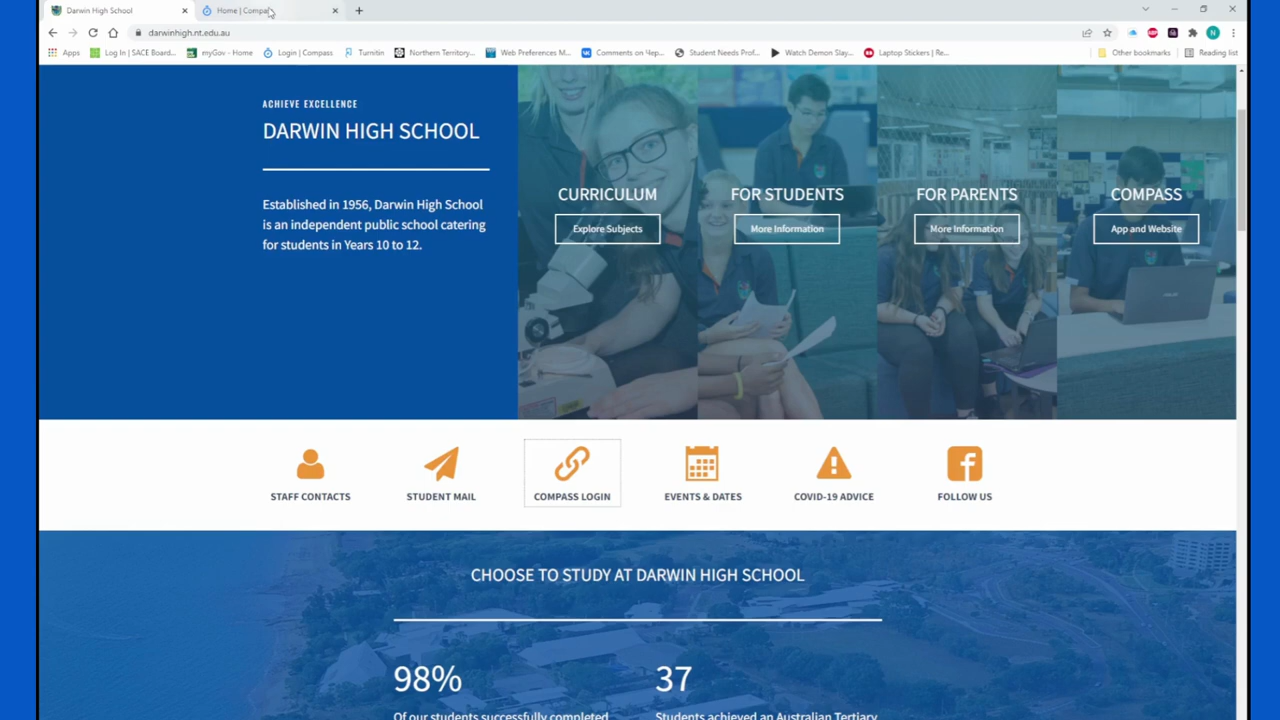 Darwin High School
Home | Compass
darwinhigh.nt.edu.au
Apps
Log In | SACE Board...
myGov - Home
Login | Compass
Turnitin
Northern Territory...
Web Preferences M...
Comments on Чер...
Student Needs Prof...
Watch Demon Slay...
Laptop Stickers | Re...
Other bookmarks
Reading list
ACHIEVE EXCELLENCE
DARWIN HIGH SCHOOL
Established in 1956, Darwin High School
is an independent public school catering
for students in Years 10 to 12.
CURRICULUM
Explore Subjects
FOR STUDENTS
More Information
FOR PARENTS
More Information
COMPASS
App and Website
STAFF CONTACTS
STUDENT MAIL
COMPASS LOGIN
EVENTS & DATES
COVID-19 ADVICE
FOLLOW US
CHOOSE TO STUDY AT DARWIN HIGH SCHOOL
98%
37
Of our students successfully completed
Students achieved an Australian Tertiary